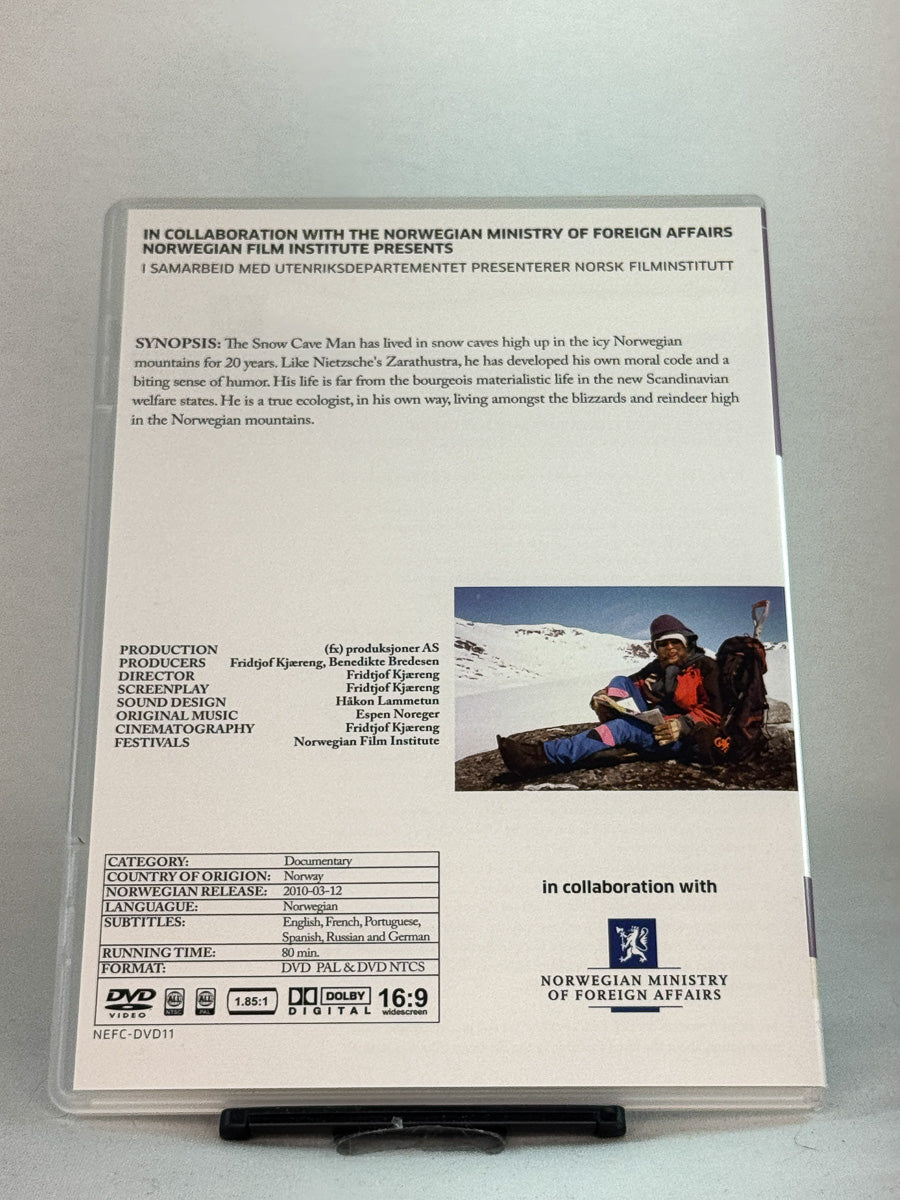 IN COLLABORATION WITH THE NORWEGIAN MINISTRY OF FOREIGN AFFAIRS
NORWEGIAN FILM INSTITUTE PRESENTS
I SAMARBEID MED UTENRIKSDEPARTEMENTET PRESENTERER NORSK FILMINSTITUTT
SYNOPSIS: The Snow Cave Man has lived in snow caves high up in the icy Norwegian
mountains for 20 years. Like Nietzsche's Zarathustra, he has developed his own moral code and a
biting sense of humor. His life is far from the bourgeois materialistic life in the new Scandinavian
welfare states. He is a true ecologist, in his own way, living amongst the blizzards and reindeer high
in the Norwegian mountains.
PRODUCTION (fx) produksjoner AS
PRODUCERS Fridtjof Kjæreng, Benedikte Bredesen
DIRECTOR Fridtjof Kjæreng
SCREENPLAY Fridtjof Kjæreng
SOUND DESIGN Håkon Lammetun
ORIGINAL MUSIC Espen Noreger
CINEMATOGRAPHY Fridtjof Kjæreng
FESTIVALS Norwegian Film Institute
CATEGORY: Documentary
COUNTRY OF ORIGION: Norway
NORWEGIAN RELEASE: 2010-03-12
LANGUAGUE: Norwegian
SUBTITLES: English, French, Portuguese,
Spanish, Russian and German
RUNNING TIME: 80 min.
FORMAT: DVD PAL & DVD NTCS
DVD VIDEO ALL NTSC ALL PAL 1.85:1 DOLBY DIGITAL 16:9 widescreen
NEFC-DVD11
in collaboration with
NORWEGIAN MINISTRY
OF FOREIGN AFFAIRS